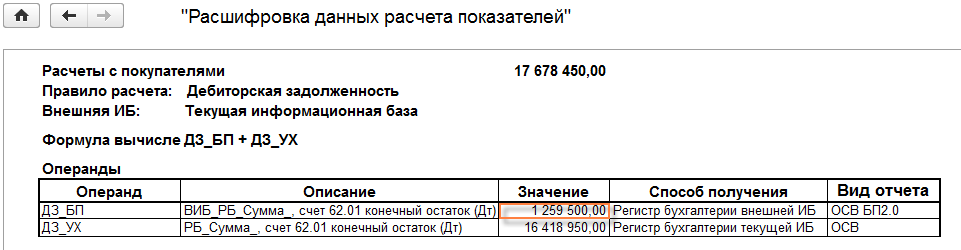 "Расшифровка данных расчета показателей"
Расчеты с покупателями 17 678 450,00
Правило расчета: Дебиторская задолженность
Внешняя ИБ: Текущая информационная база
Формула вычисле ДЗ_БП + ДЗ_УХ
Операнды
Операнд Описание Значение Способ получения Вид отчета
ДЗ_БП ВИБ_РБ_Сумма_, счет 62.01 конечный остаток (Дт) 1 259 500,00 Регистр бухгалтерии внешней ИБ ОСВ БП2.0
ДЗ_УХ РБ_Сумма_, счет 62.01 конечный остаток (Дт) 16 418 950,00 Регистр бухгалтерии текущей ИБ ОСВ